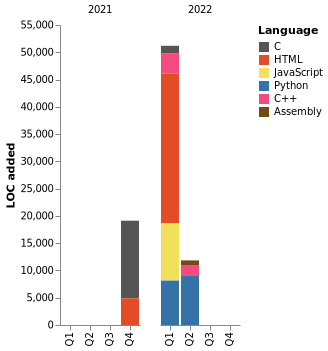 2021
2022
LOC added
55,000
50,000
45,000
40,000
35,000
30,000
25,000
20,000
15,000
10,000
5,000
0
Q1
Q2
Q3
Q4
Q1
Q2
Q3
Q4
Language
C
HTML
JavaScript
Python
C++
Assembly